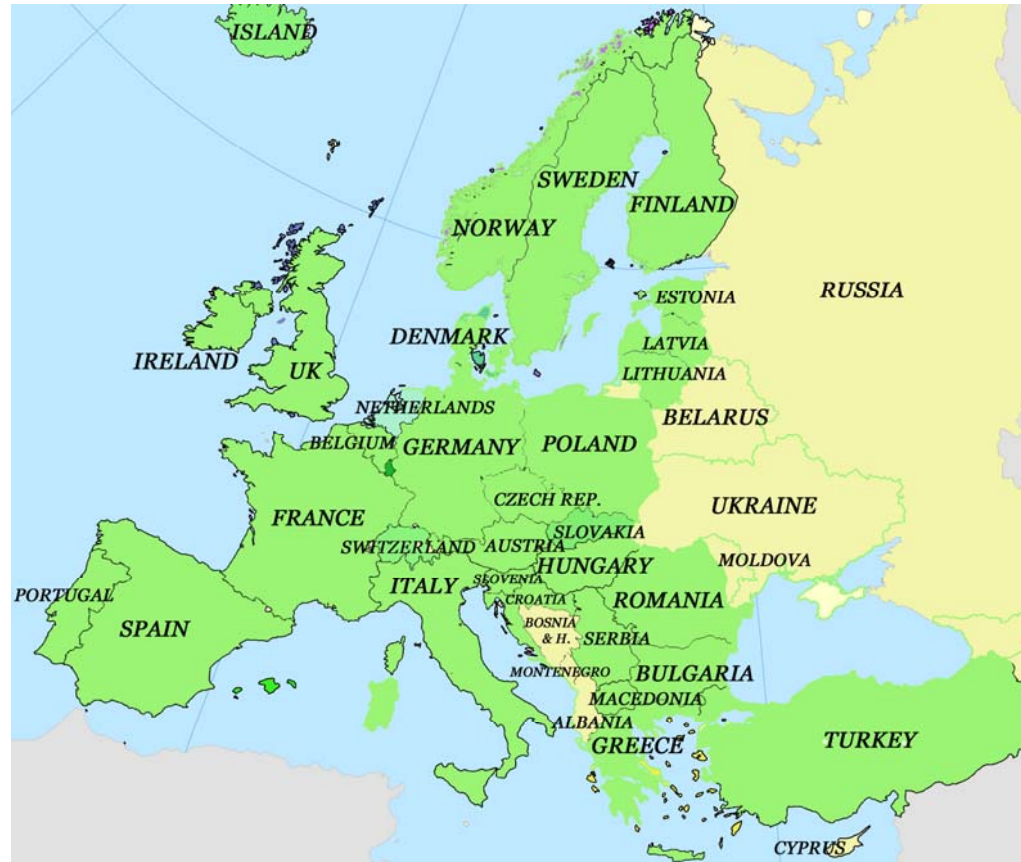 ISLAND
SWEDEN
FINLAND
NORWAY
RUSSIA
ESTONIA
DENMARK
LATVIA
IRELAND
UK
LITHUANIA
NETHERLANDS
BELARUS
BELGIUM
GERMANY
POLAND
CZECH REP.
UKRAINE
FRANCE
SLOVAKIA
SWITZERLAND
AUSTRIA
HUNGARY
MOLDOVA
ITALY
SLOVENIA
PORTUGAL
CROATIA
ROMANIA
SPAIN
BOSNIA
& H.
SERBIA
MONTENEGRO
BULGARIA
MACEDONIA
ALBANIA
GREECE
TURKEY
CYPRUS